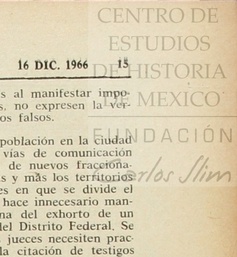 CENTRO DE
ESTUDIOS
DE HISTORIA
DE MEXICO
FUNDACIÓN
Carlos Slim
16 DIC. 1966 15
s al manifestar impo-
s, no expresen la ver-
os falsos.
población en la ciudad
vías de comunicación
de nuevos fracciona-
s y más los territorios
es en que se divide el
hace innecesario man-
na del exhorto de un
del Distrito Federal. Se
jueces necesiten prac-
la citación de testigos